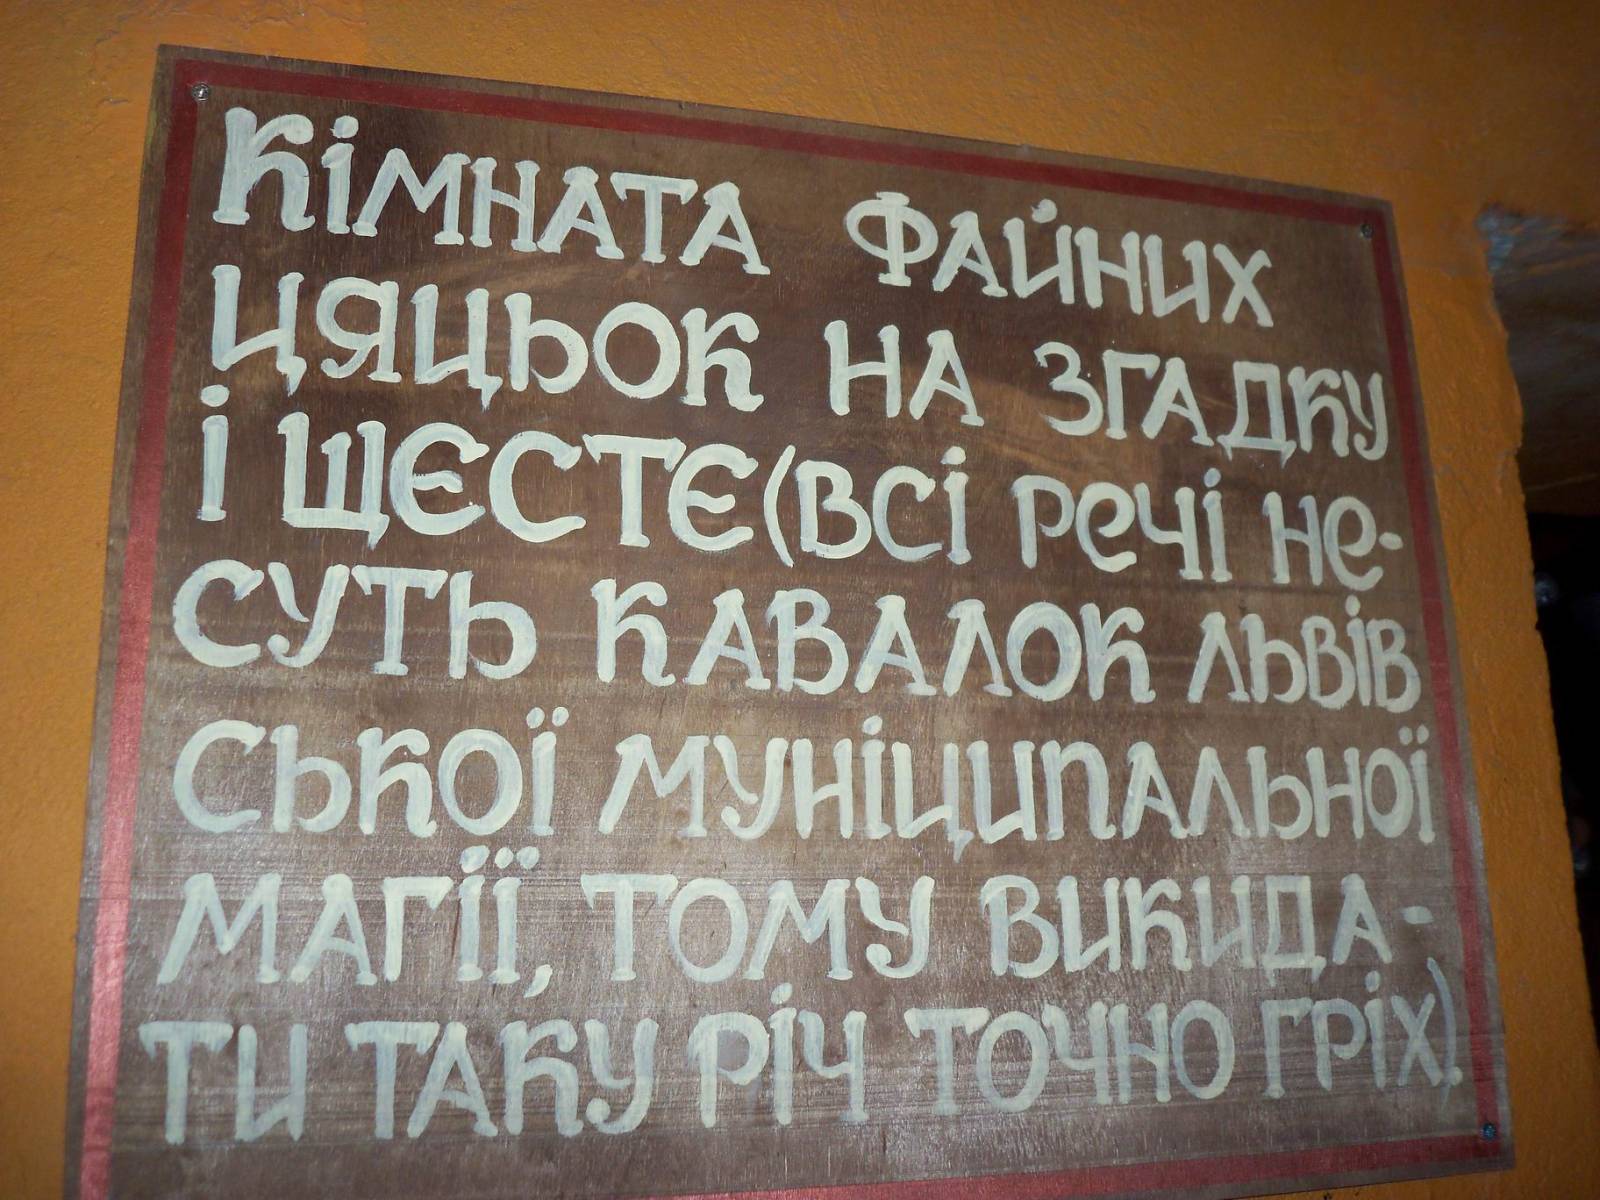 Кімната файних
цяцьок на згадку
і щєстє (всі речі не-
суть кавалок львів
ської муніципальної
магії, тому викида-
ти таку річ точно гріх).